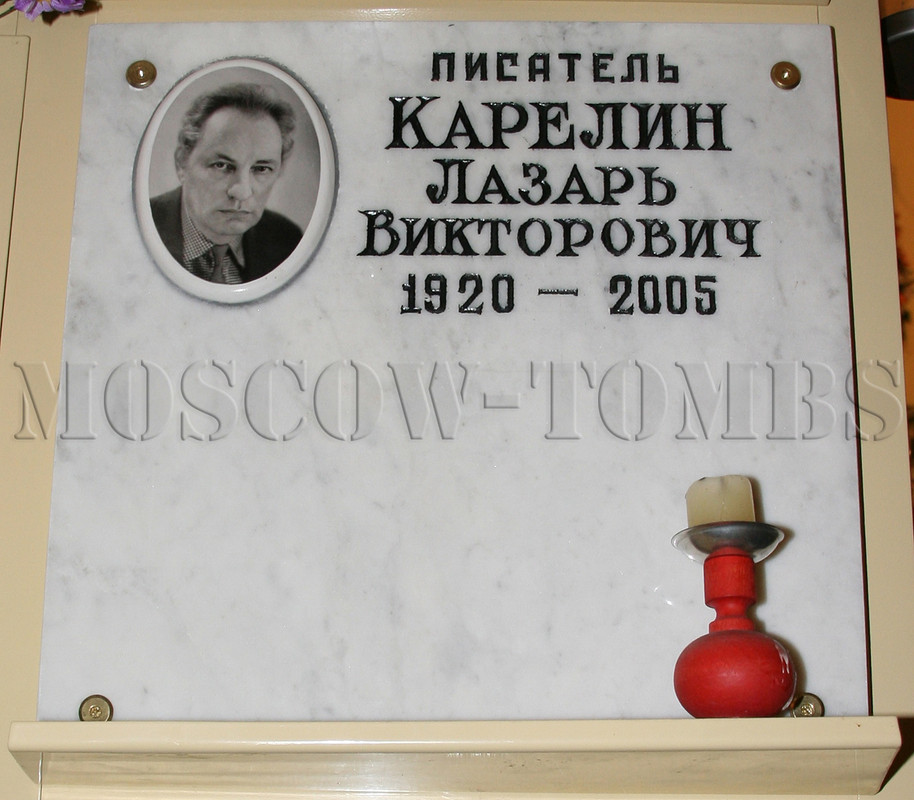 ПИСАТЕЛЬ
КАРЕЛИН
ЛАЗАРЬ
ВИКТОРОВИЧ
1920 — 2005
MOSCOW-TOMBS